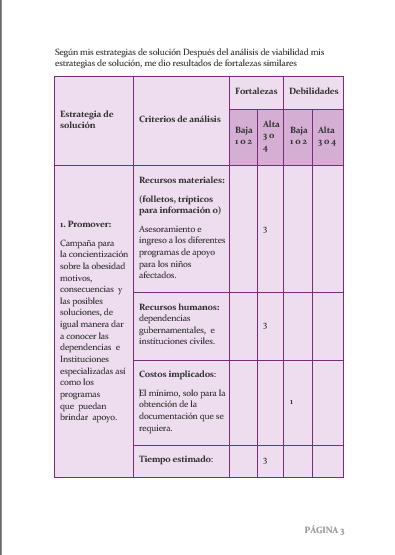 Según mis estrategias de solución Después del análisis de viabilidad mis
estrategias de solución, me dio resultados de fortalezas similares
Estrategia de
solución
Criterios de análisis
Fortalezas
Debilidades
Baja
1 o 2
Alta
3 o
4
Baja
1 o 2
Alta
3 o 4
1. Promover:
Campaña para
la concientización
sobre la obesidad
motivos,
consecuencias y
las posibles
soluciones, de
igual manera dar
a conocer las
dependencias e
Instituciones
especializadas así
como los
programas
que puedan
brindar apoyo.
Recursos materiales:
(folletos, trípticos
para información o)
Asesoramiento e
ingreso a los diferentes
programas de apoyo
para los niños
afectados.
3
Recursos humanos:
dependencias
gubernamentales, e
instituciones civiles.
3
Costos implicados:
El mínimo, solo para la
obtención de la
documentación que se
requiera.
1
Tiempo estimado:
3
PÁGINA 3